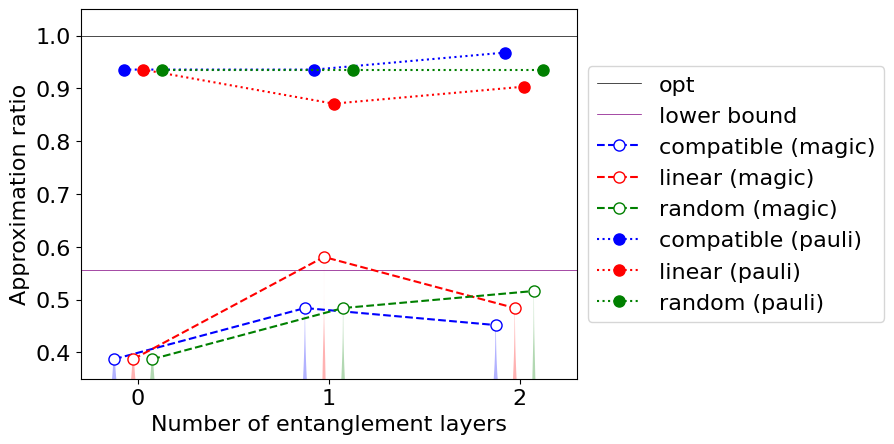 1.0
0.9
0.8
0.7
0.6
0.5
0.4
Approximation ratio
0
1
2
Number of entanglement layers
opt
lower bound
compatible (magic)
linear (magic)
random (magic)
compatible (pauli)
linear (pauli)
random (pauli)